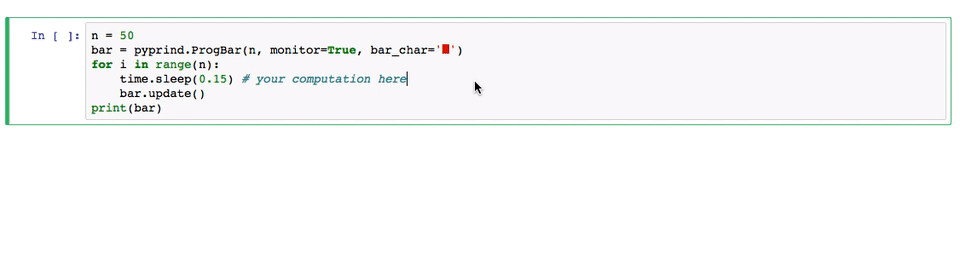 In [ ]: n = 50
bar = pyprind.ProgBar(n, monitor=True, bar_char='█')
for i in range(n):
    time.sleep(0.15) # your computation here
    bar.update()
print(bar)